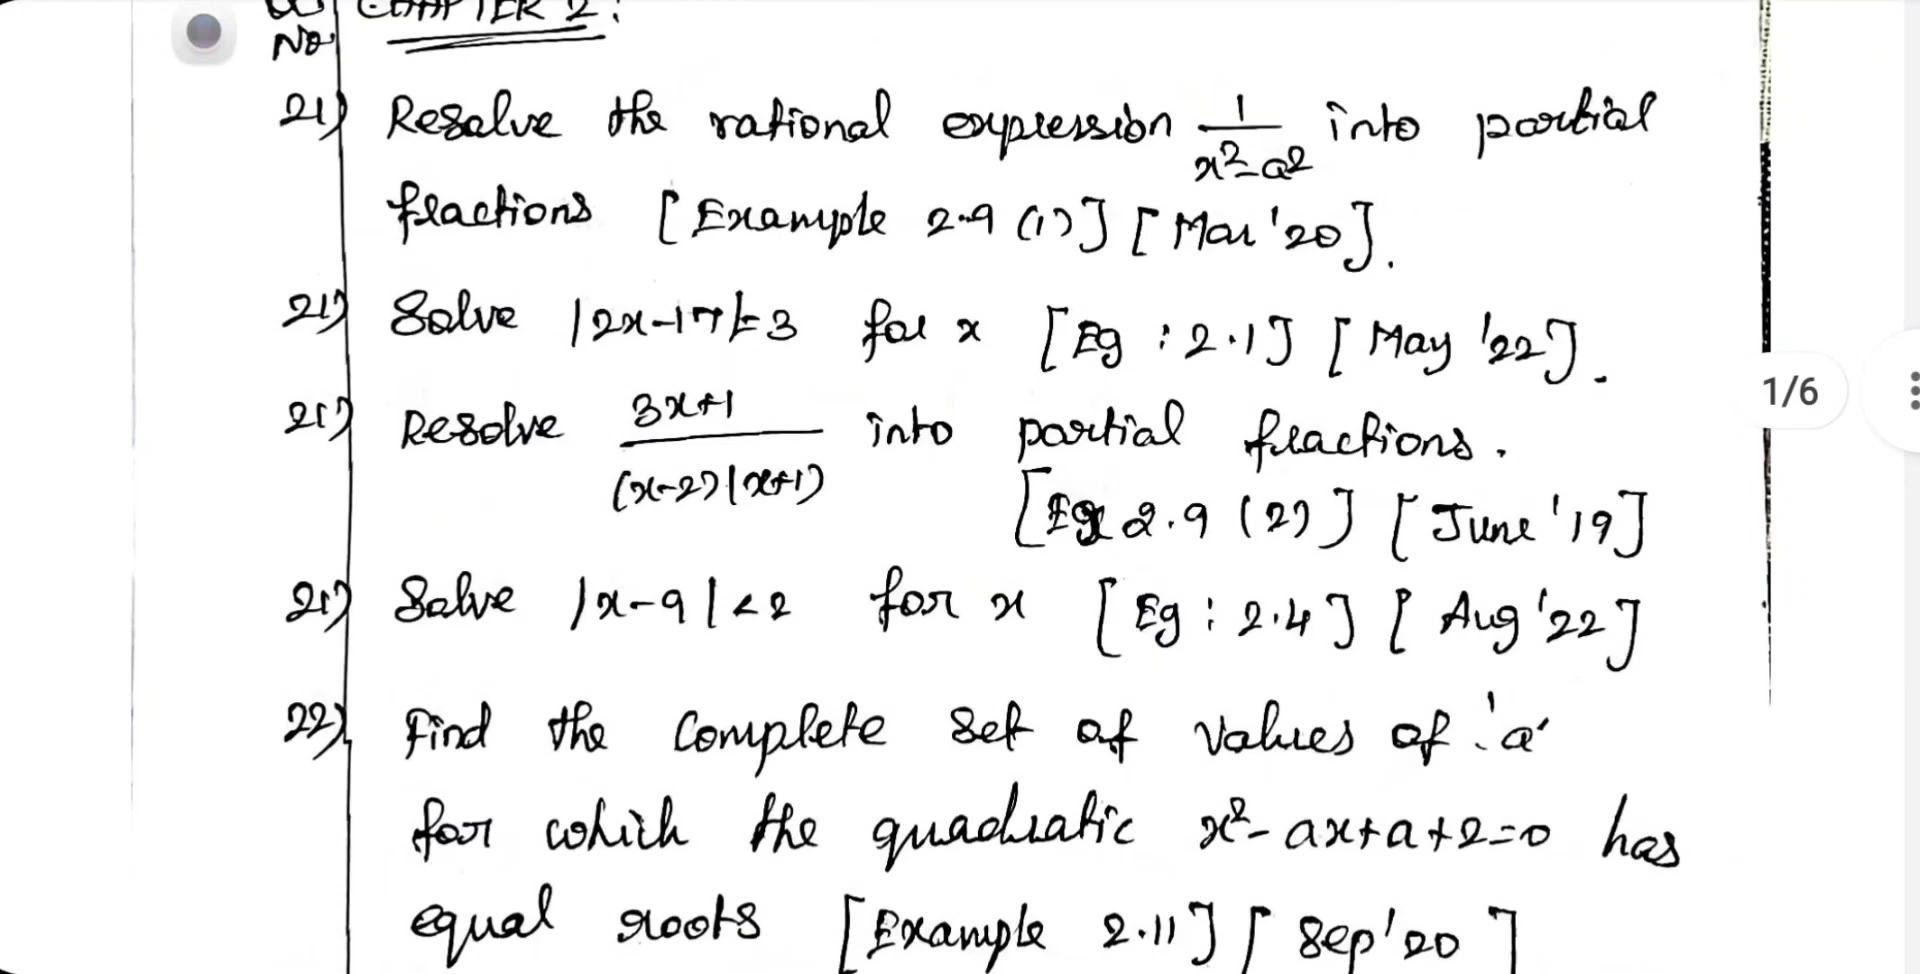 NO CHAPTER 2:
21) Resolve the rational expression 1/(x²-a²) into partial
fractions [Example 2.9 (1)] [Mar '20].
21) Solve |2x-17|=3 for x [Eg : 2.1] [May '22].
21) Resolve (3x+1)/((x-2)(x+1)) into partial fractions.
[Eg 2.9 (2)] [June '19]
21) Solve |x-9|<2 for x [Eg : 2.4] [Aug '22]
22) Find the Complete set of values of 'a'
for which the quadratic x²-ax+a+2=0 has
equal roots [Example 2.11] [Sep '20]
1/6